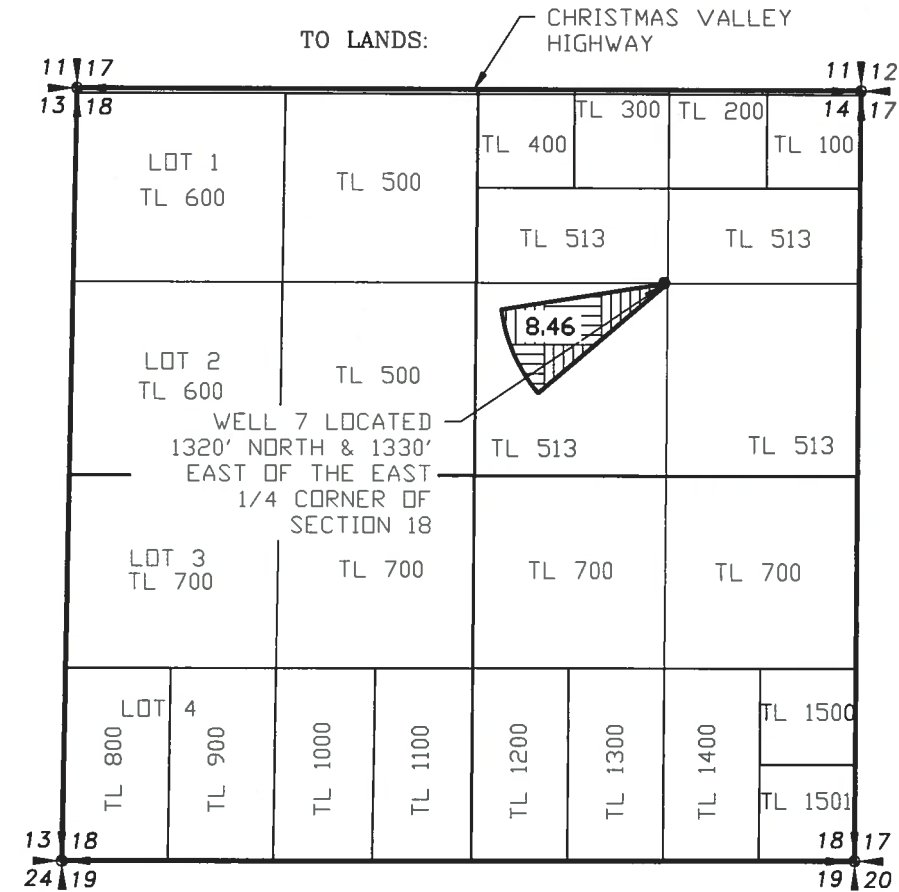 TO LANDS:
CHRISTMAS VALLEY
HIGHWAY
11 17
13 18
11 12
14 17
LOT 1
TL 600
TL 500
TL 400
TL 300
TL 200
TL 100
TL 513
TL 513
8.46
LOT 2
TL 600
TL 500
WELL 7 LOCATED
1320' NORTH & 1330'
EAST OF THE EAST
1/4 CORNER OF
SECTION 18
TL 513
TL 513
LOT 3
TL 700
TL 700
TL 700
TL 700
LOT 4
TL 800
TL 900
TL 1000
TL 1100
TL 1200
TL 1300
TL 1400
TL 1500
TL 1501
13 18
24 19
18 17
19 20